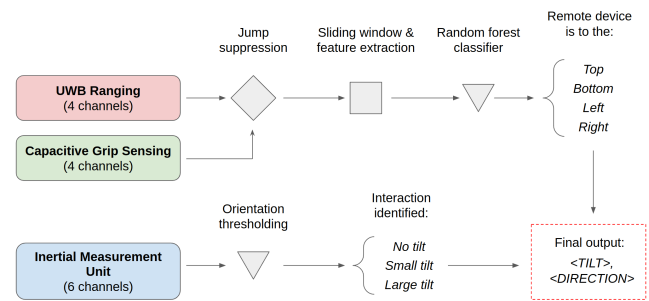 Remote device
is to the:
Jump
suppression
Sliding window &
feature extraction
Random forest
classifier
UWB Ranging
(4 channels)
Top
Bottom
Left
Right
Capacitive Grip Sensing
(4 channels)
Orientation
thresholding
Interaction
identified:
Inertial Measurement
Unit
(6 channels)
No tilt
Small tilt
Large tilt
Final output:
<TILT>,
<DIRECTION>